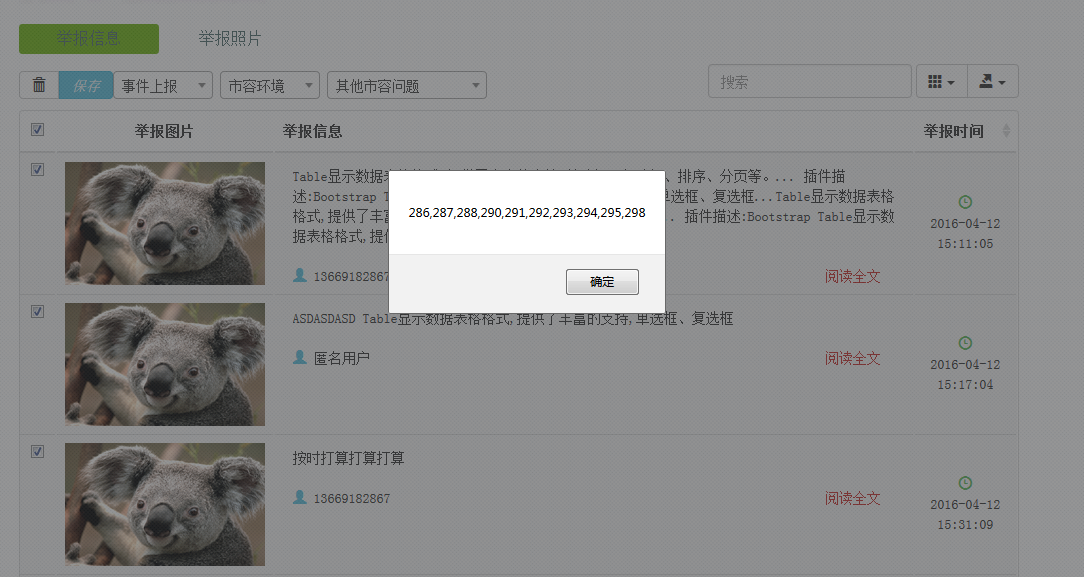 举报信息 举报照片
保存 事件上报 市容环境 其他市容问题 搜索
举报图片 举报信息 举报时间
Table显示数据表 、排序、分页等。... 插件描
述:Bootstrap 单选框、复选框...Table显示数据表格
格式,提供了丰富 . 插件描述:Bootstrap Table显示数
据表格格式,提供
2016-04-12
15:11:05
13669182867 阅读全文
286,287,288,290,291,292,293,294,295,298
确定
ASDASDASD Table显示数据表格格式,提供了丰富的支持,单选框、复选框
匿名用户 阅读全文
2016-04-12
15:17:04
按时打算打算打算
13669182867 阅读全文
2016-04-12
15:31:09